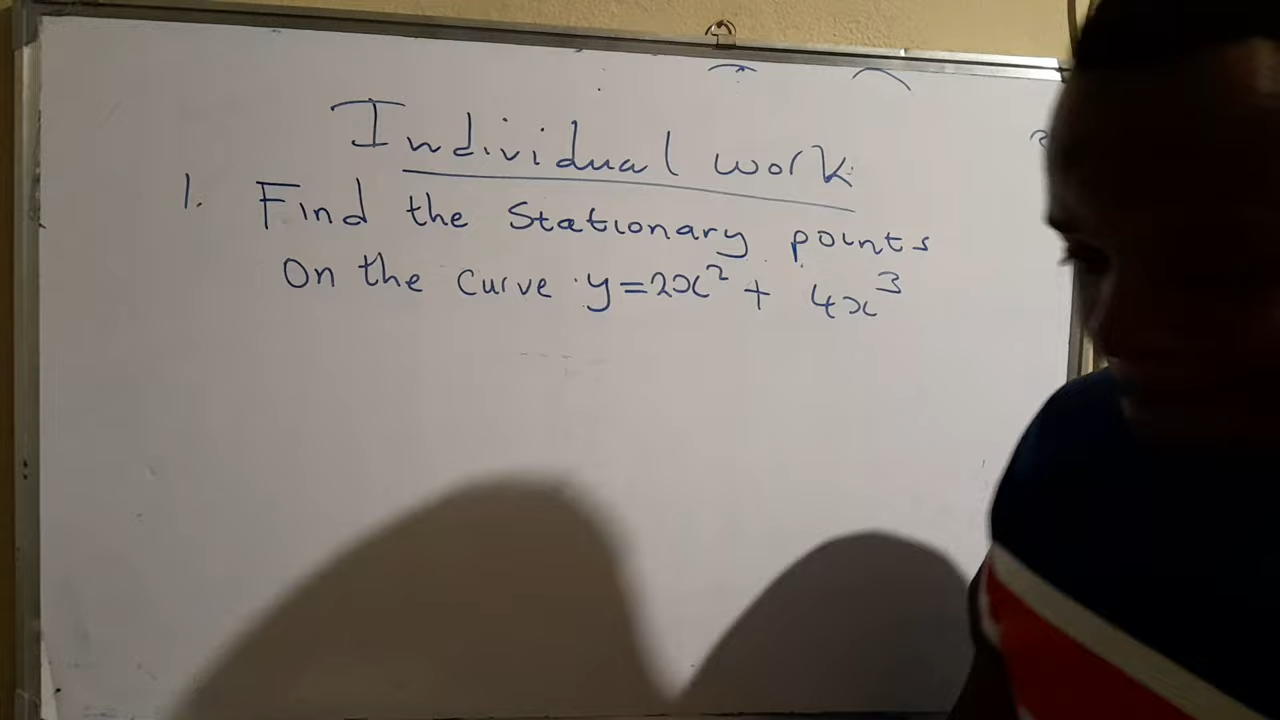 Individual work
1. Find the Stationary points
on the curve y=2x² + 4x³